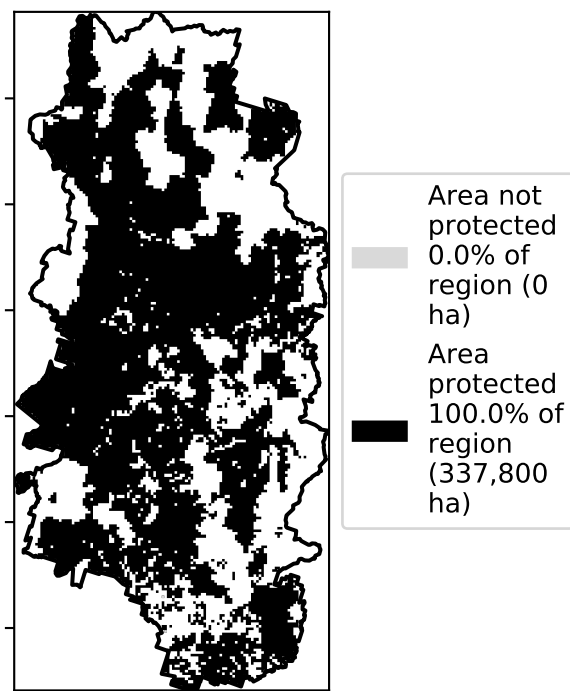 Area not
protected
0.0% of
region (0
ha)
Area
protected
100.0% of
region
(337,800
ha)